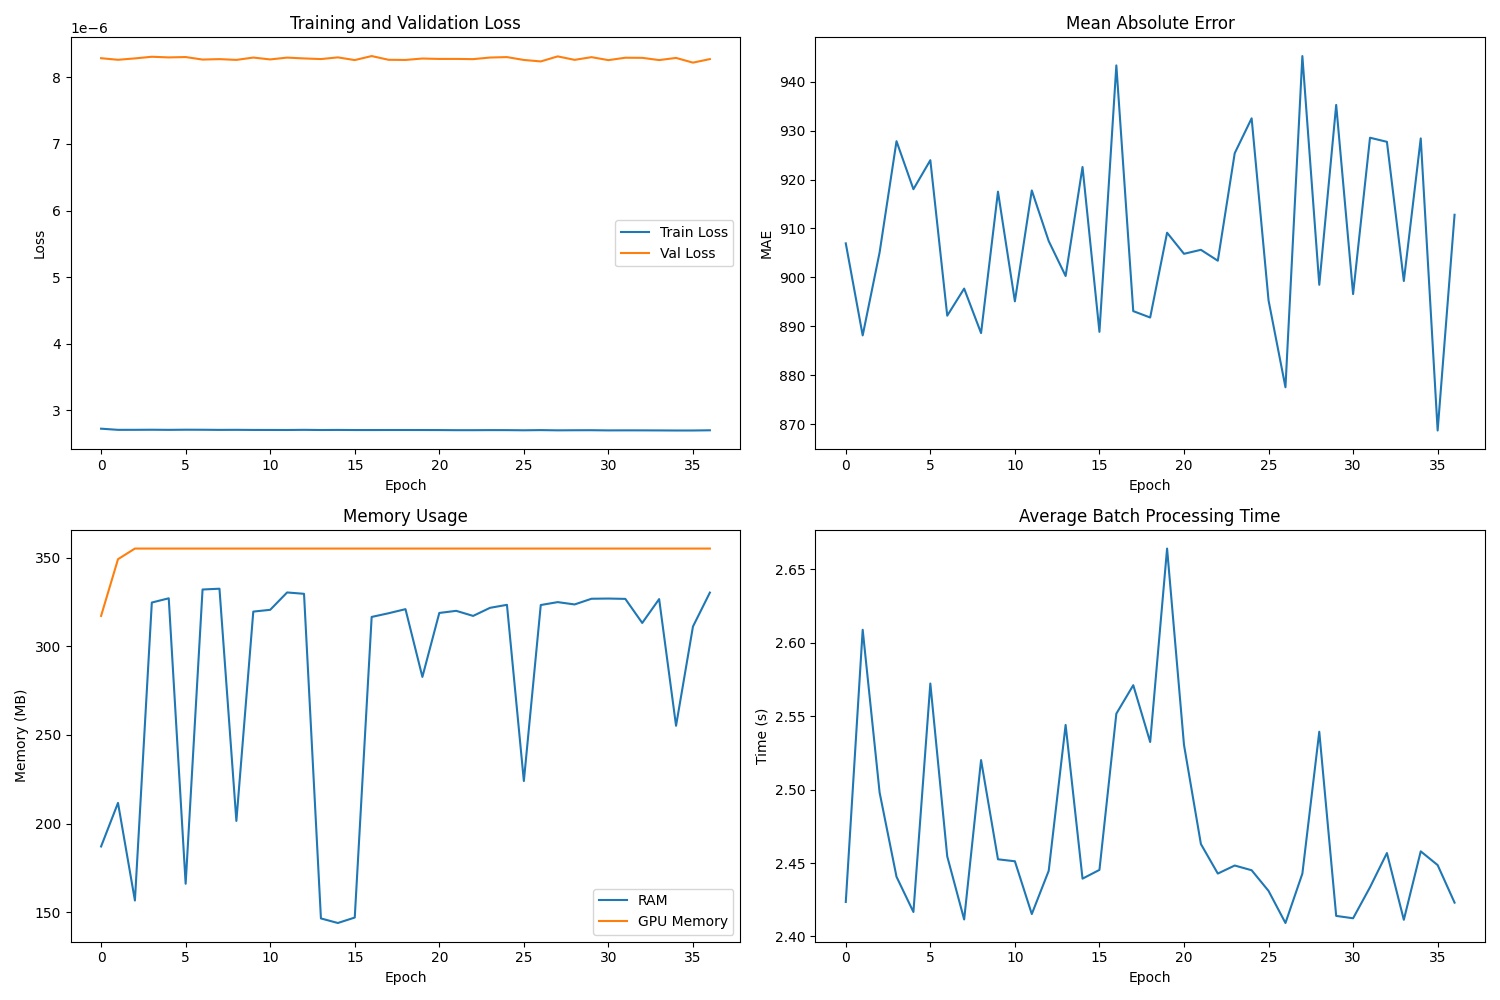 Training and Validation Loss
1e−6
8
7
6
5
4
3
Loss
Train Loss
Val Loss
0 5 10 15 20 25 30 35
Epoch
Mean Absolute Error
940
930
920
910
900
890
880
870
MAE
0 5 10 15 20 25 30 35
Epoch
Memory Usage
350
300
250
200
150
Memory (MB)
RAM
GPU Memory
0 5 10 15 20 25 30 35
Epoch
Average Batch Processing Time
2.65
2.60
2.55
2.50
2.45
2.40
Time (s)
0 5 10 15 20 25 30 35
Epoch